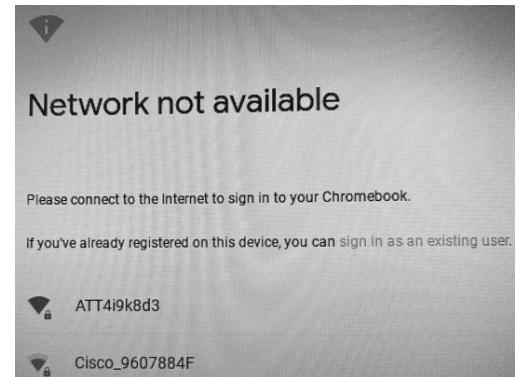 Network not available
Please connect to the Internet to sign in to your Chromebook.
If you've already registered on this device, you can sign in as an existing user.
ATT4i9k8d3
Cisco_9607884F